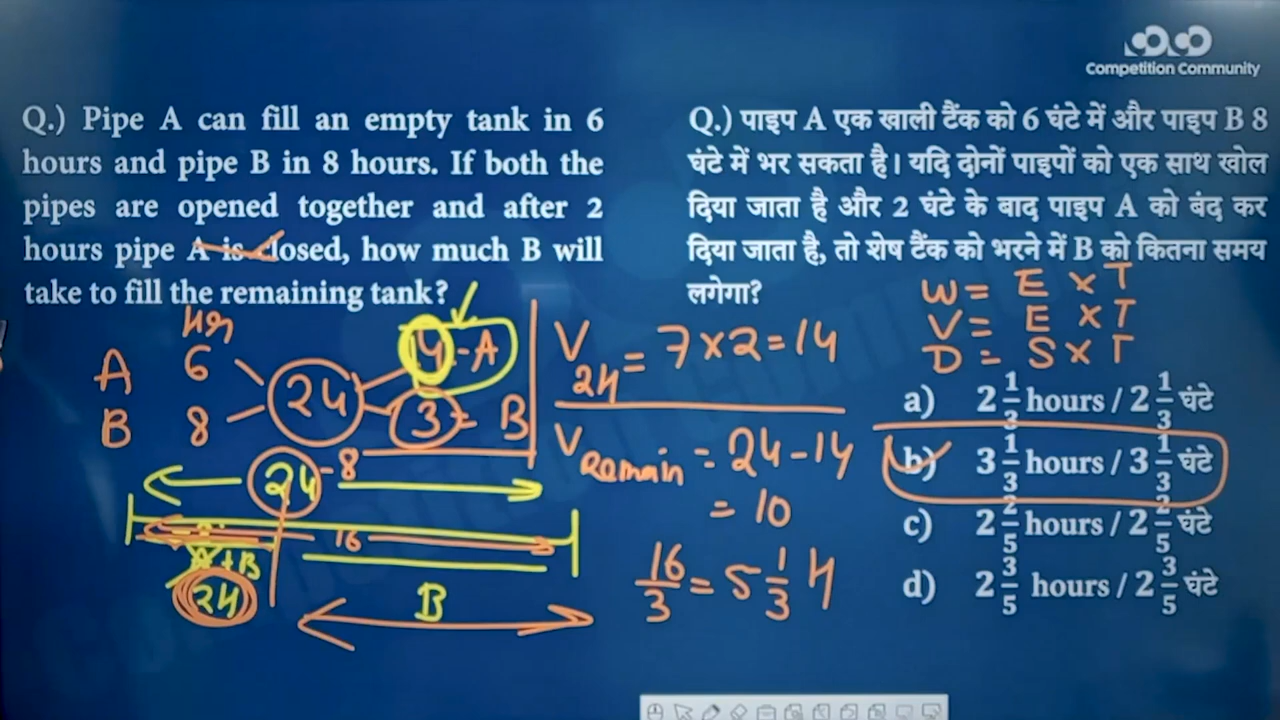 Competition Community
Q.) Pipe A can fill an empty tank in 6
hours and pipe B in 8 hours. If both the
pipes are opened together and after 2
hours pipe A is closed, how much B will
take to fill the remaining tank?
Q.) पाइप A एक खाली टैंक को 6 घंटे में और पाइप B 8
घंटे में भर सकता है। यदि दोनों पाइपों को एक साथ खोल
दिया जाता है और 2 घंटे के बाद पाइप A को बंद कर
दिया जाता है, तो शेष टैंक को भरने में B को कितना समय
लगेगा?
W = E × T
V = E × T
D = S × T
a) 2 1/3 hours / 2 1/3 घंटे
b) 3 1/3 hours / 3 1/3 घंटे
c) 2 2/5 hours / 2 2/5 घंटे
d) 2 3/5 hours / 2 3/5 घंटे
A 6
B 8
24
4 - A
3 = B
24 - 8
16
A + B
24
B
V 24 = 7 × 2 = 14
V Remain = 24 - 14
= 10
16/3 = 5 1/3 H